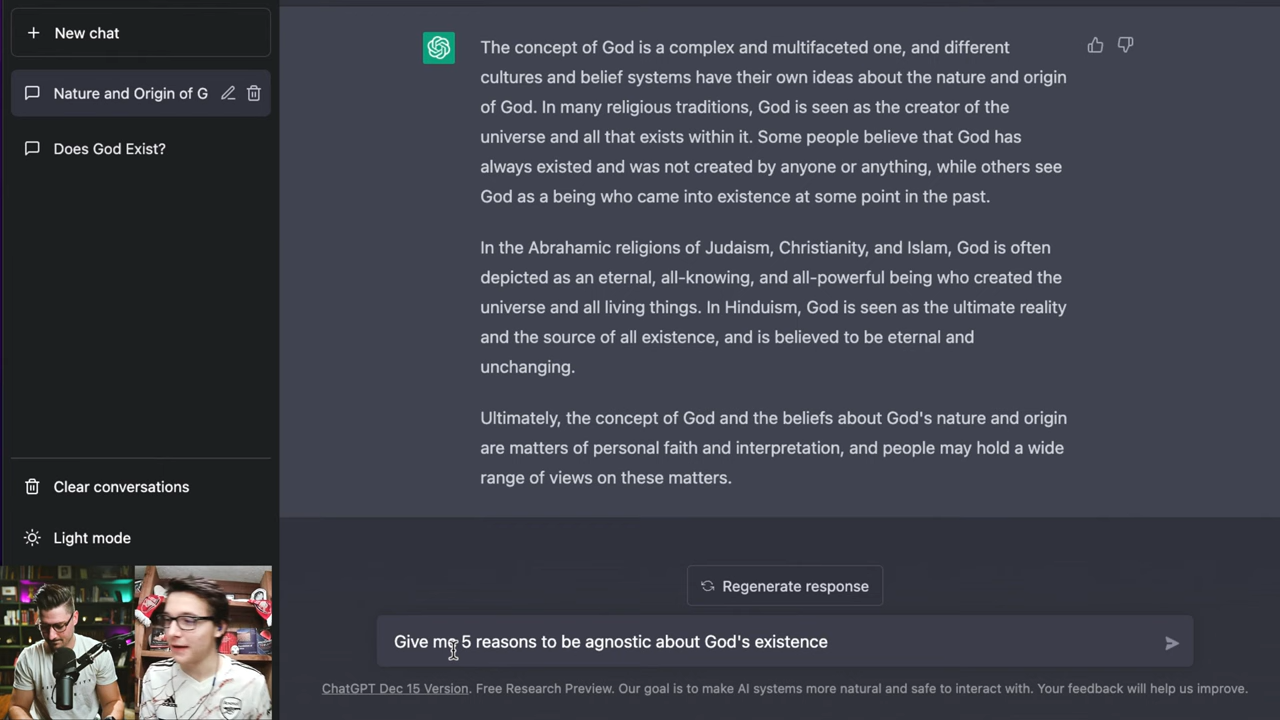 New chat
Nature and Origin of G
Does God Exist?
Clear conversations
Light mode
The concept of God is a complex and multifaceted one, and different
cultures and belief systems have their own ideas about the nature and origin
of God. In many religious traditions, God is seen as the creator of the
universe and all that exists within it. Some people believe that God has
always existed and was not created by anyone or anything, while others see
God as a being who came into existence at some point in the past.
In the Abrahamic religions of Judaism, Christianity, and Islam, God is often
depicted as an eternal, all-knowing, and all-powerful being who created the
universe and all living things. In Hinduism, God is seen as the ultimate reality
and the source of all existence, and is believed to be eternal and
unchanging.
Ultimately, the concept of God and the beliefs about God's nature and origin
are matters of personal faith and interpretation, and people may hold a wide
range of views on these matters.
Regenerate response
Give me 5 reasons to be agnostic about God's existence
ChatGPT Dec 15 Version. Free Research Preview. Our goal is to make AI systems more natural and safe to interact with. Your feedback will help us improve.